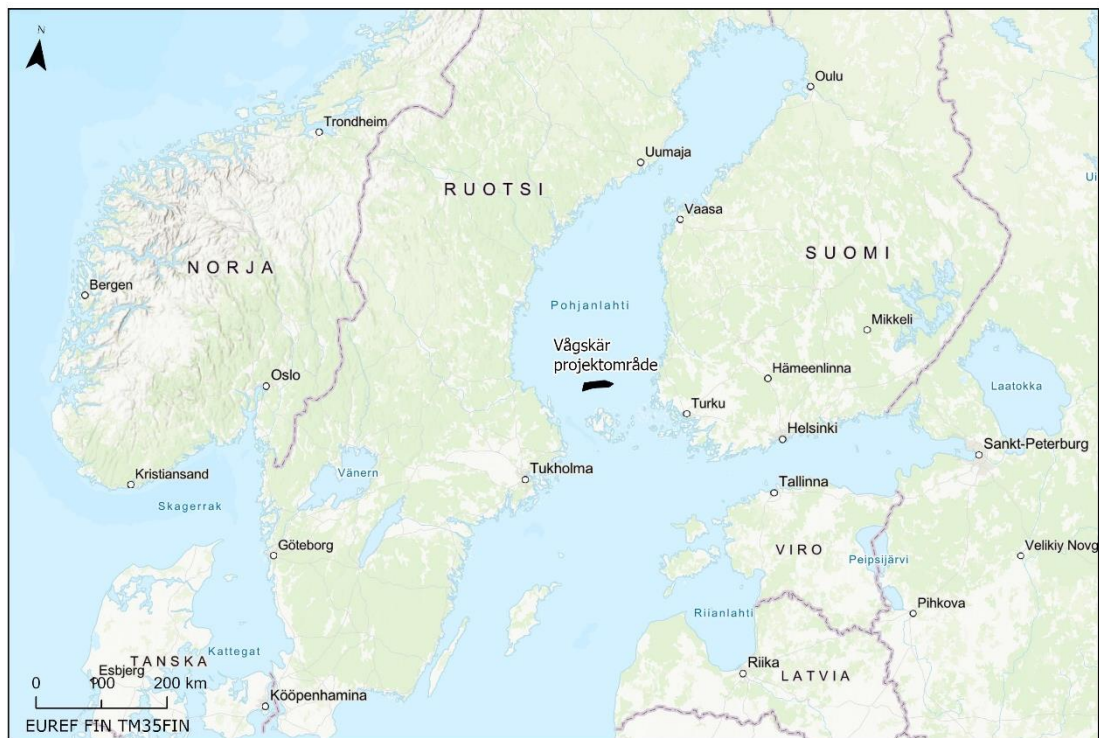 N
Oulu
Trondheim
Uumaja
RUOTSI
Vaasa
SUOMI
NORJA
Bergen
Pohjanlahti
Mikkeli
Vågskär
projektområde
Hämeenlinna
Oslo
Laatokka
Turku
Helsinki
Sankt-Peterburg
Vänern
Tukholma
Kristiansand
Tallinna
Skagerrak
Göteborg
VIRO
Peipsijärvi
Velikiy Novg
Riianlahti
Pihkova
Kattegat
TANSKA
Esbjerg
Riika
LATVIA
0 100 200 km
Kööpenhamina
EUREF FIN TM35FIN